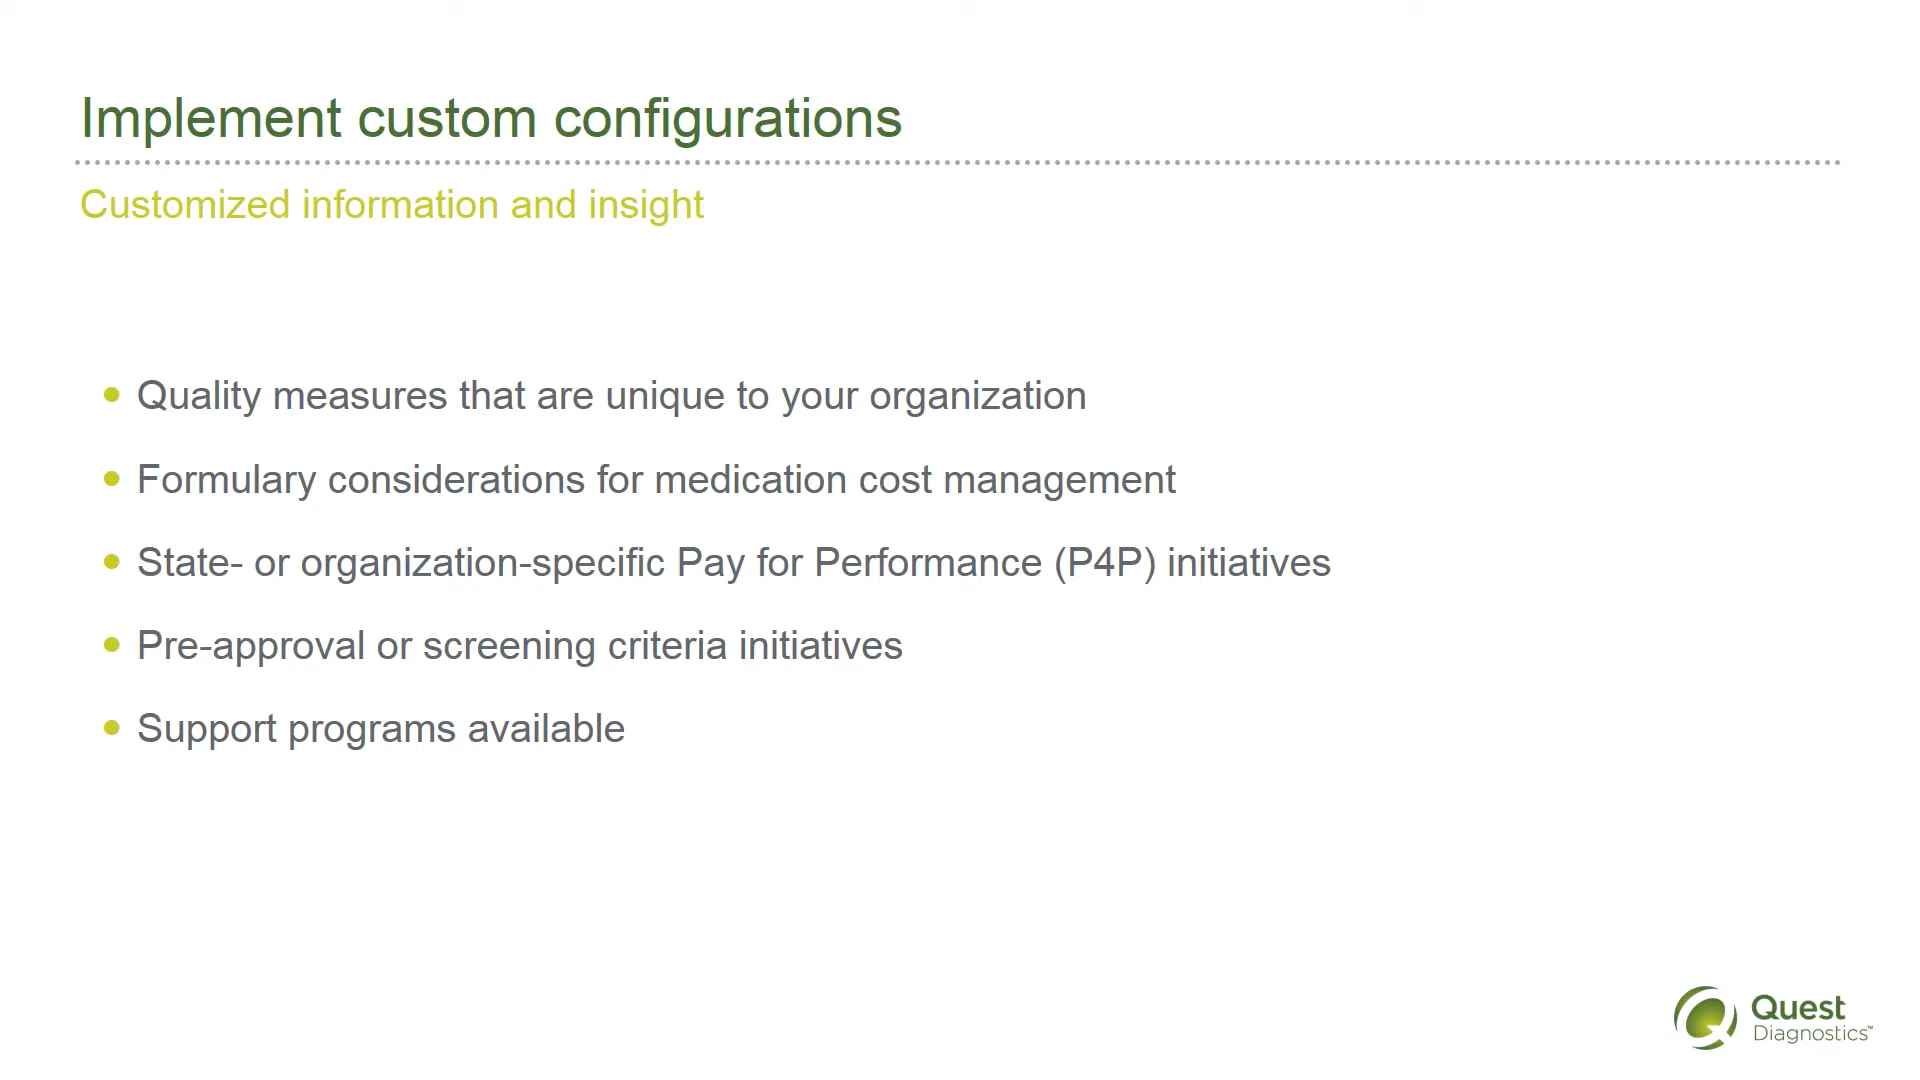 Implement custom configurations
Customized information and insight
• Quality measures that are unique to your organization
• Formulary considerations for medication cost management
• State- or organization-specific Pay for Performance (P4P) initiatives
• Pre-approval or screening criteria initiatives
• Support programs available
Quest
Diagnostics™